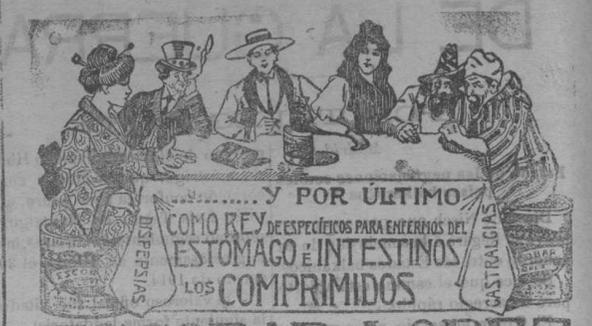 ..........Y POR ÚLTIMO
COMO REY DE ESPECÍFICOS PARA ENFERMOS DEL
ESTÓMAGO É INTESTINOS
LOS COMPRIMIDOS
DISPEPSIAS
GASTRALGIAS